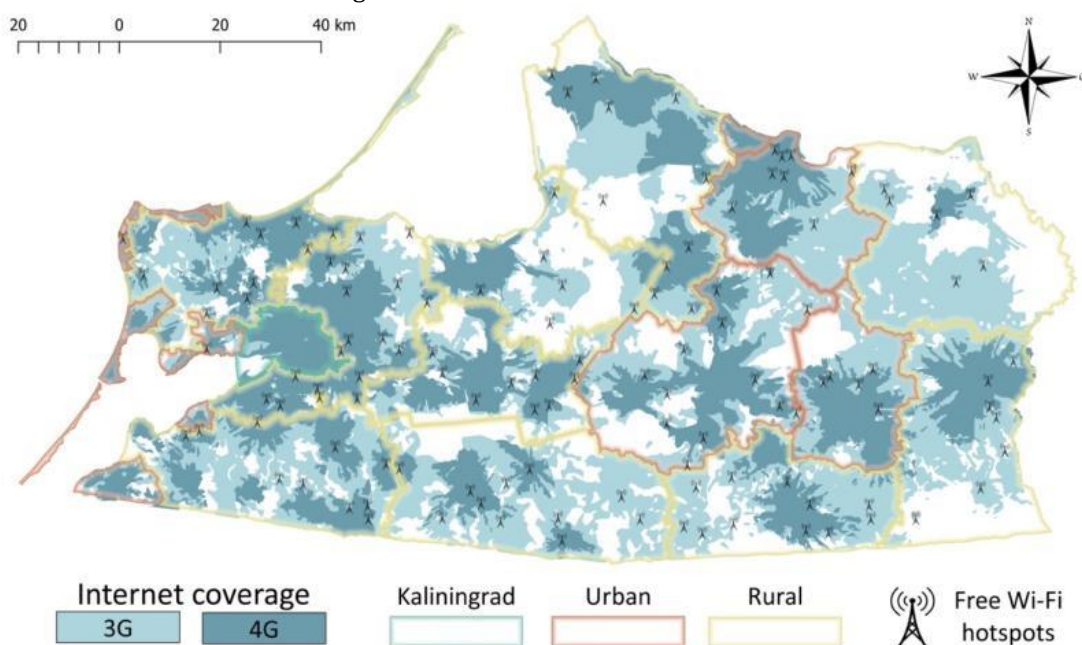 20 0 20 40 km
N
W
S
Internet coverage
3G 4G
Kaliningrad
Urban
Rural
Free Wi-Fi
hotspots